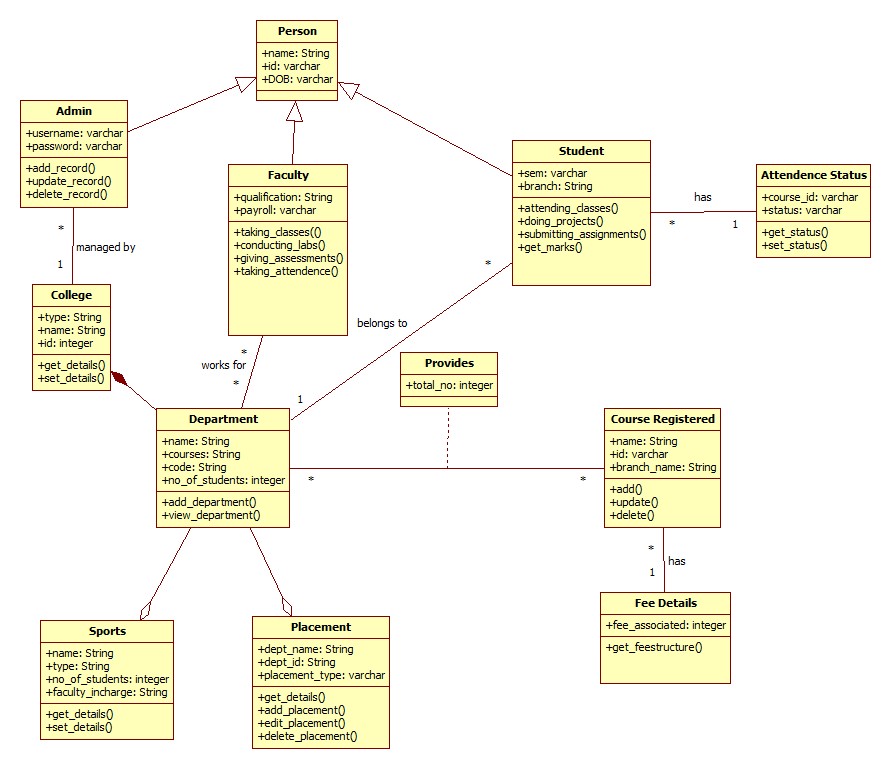 Person
+name: String
+id: varchar
+DOB: varchar
Admin
+username: varchar
+password: varchar
+add_record()
+update_record()
+delete_record()
Faculty
+qualification: String
+payroll: varchar
+taking_classes(()
+conducting_labs()
+giving_assessments()
+taking_attendence()
Student
+sem: varchar
+branch: String
+attending_classes()
+doing_projects()
+submitting_assignments()
+get_marks()
has
*
1
Attendence Status
+course_id: varchar
+status: varchar
+get_status()
+set_status()
*
managed by
1
College
+type: String
+name: String
+id: integer
+get_details()
+set_details()
*
works for
*
*
belongs to
1
Provides
+total_no: integer
Department
+name: String
+courses: String
+code: String
+no_of_students: integer
+add_department()
+view_department()
*
*
Course Registered
+name: String
+id: varchar
+branch_name: String
+add()
+update()
+delete()
*
has
1
Fee Details
+fee_associated: integer
+get_feestructure()
Sports
+name: String
+type: String
+no_of_students: integer
+faculty_incharge: String
+get_details()
+set_details()
Placement
+dept_name: String
+dept_id: String
+placement_type: varchar
+get_details()
+add_placement()
+edit_placement()
+delete_placement()